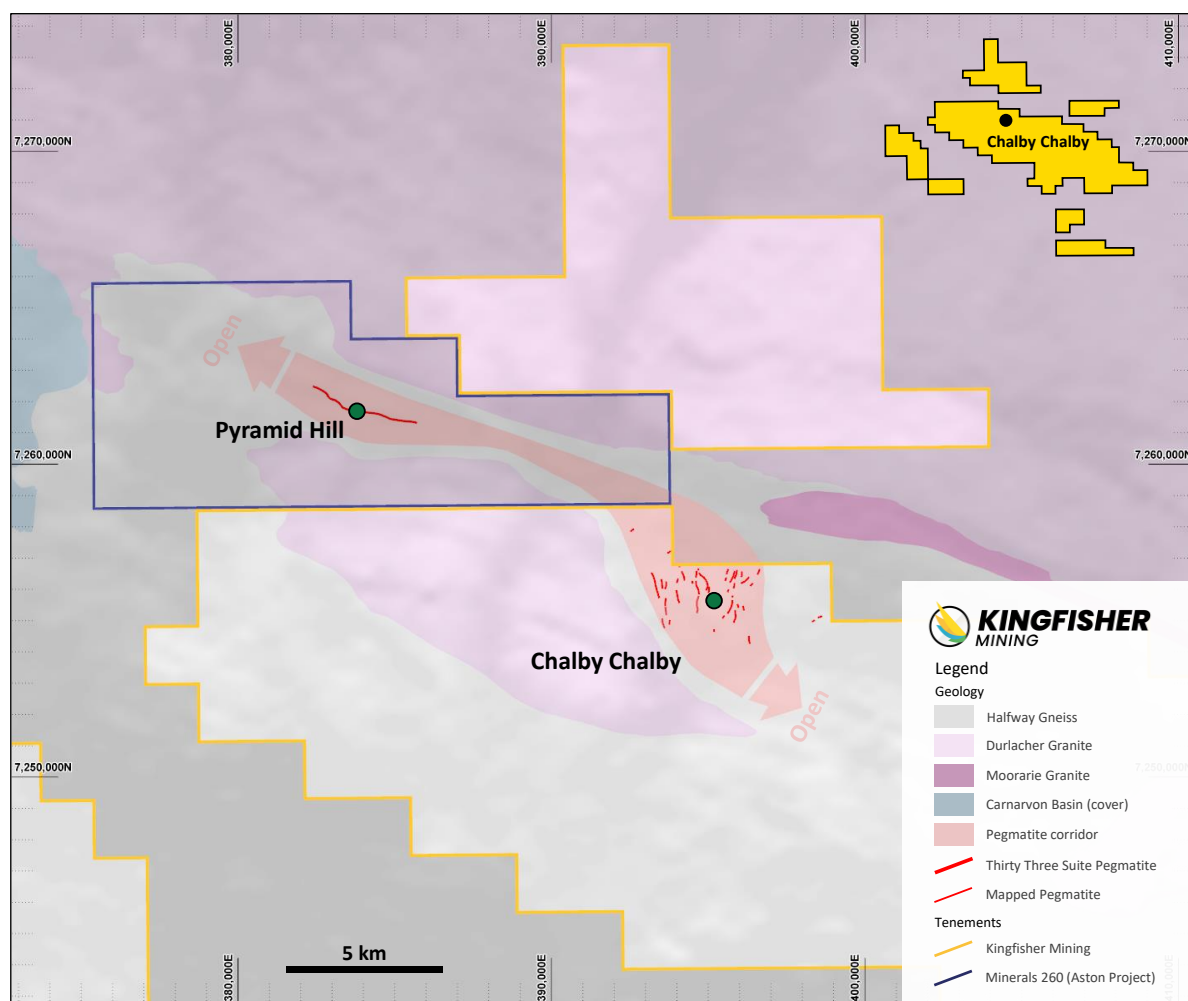 380,000E
390,000E
400,000E
410,000E
7,270,000N
7,270,000N
Chalby Chalby
Open
Pyramid Hill
7,260,000N
7,260,000N
Chalby Chalby
Open
7,250,000N
7,250,000N
KINGFISHER
MINING
Legend
Geology
Halfway Gneiss
Durlacher Granite
Moorarie Granite
Carnarvon Basin (cover)
Pegmatite corridor
Thirty Three Suite Pegmatite
Mapped Pegmatite
Tenements
Kingfisher Mining
Minerals 260 (Aston Project)
5 km
380,000E
390,000E
400,000E
410,000E